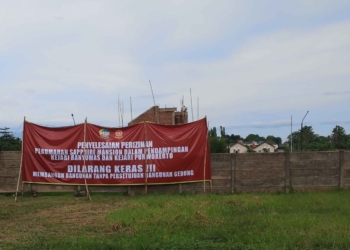 PENYELESAIAN PERIZINAN
PERUMAHAN SAPPHIRE MANSION DALAM PENDAMPINGAN
KEJARI BANYUMAS DAN KEJARI PURWOKERTO
DILARANG KERAS !!!
MEMBANGUN BANGUNAN TANPA PERSETUJUAN BANGUNAN GEDUNG